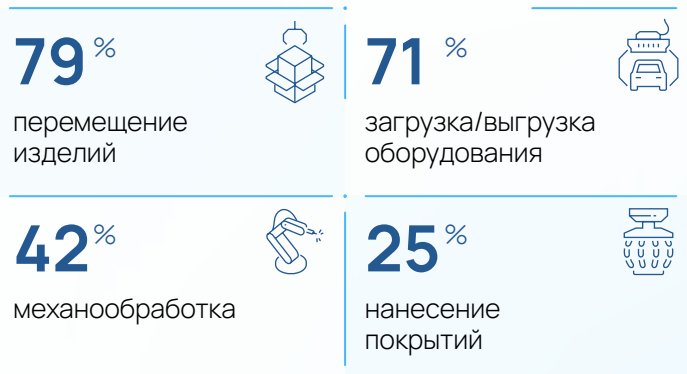 79 %
перемещение
изделий
71 %
загрузка/выгрузка
оборудования
42 %
механообработка
25 %
нанесение
покрытий